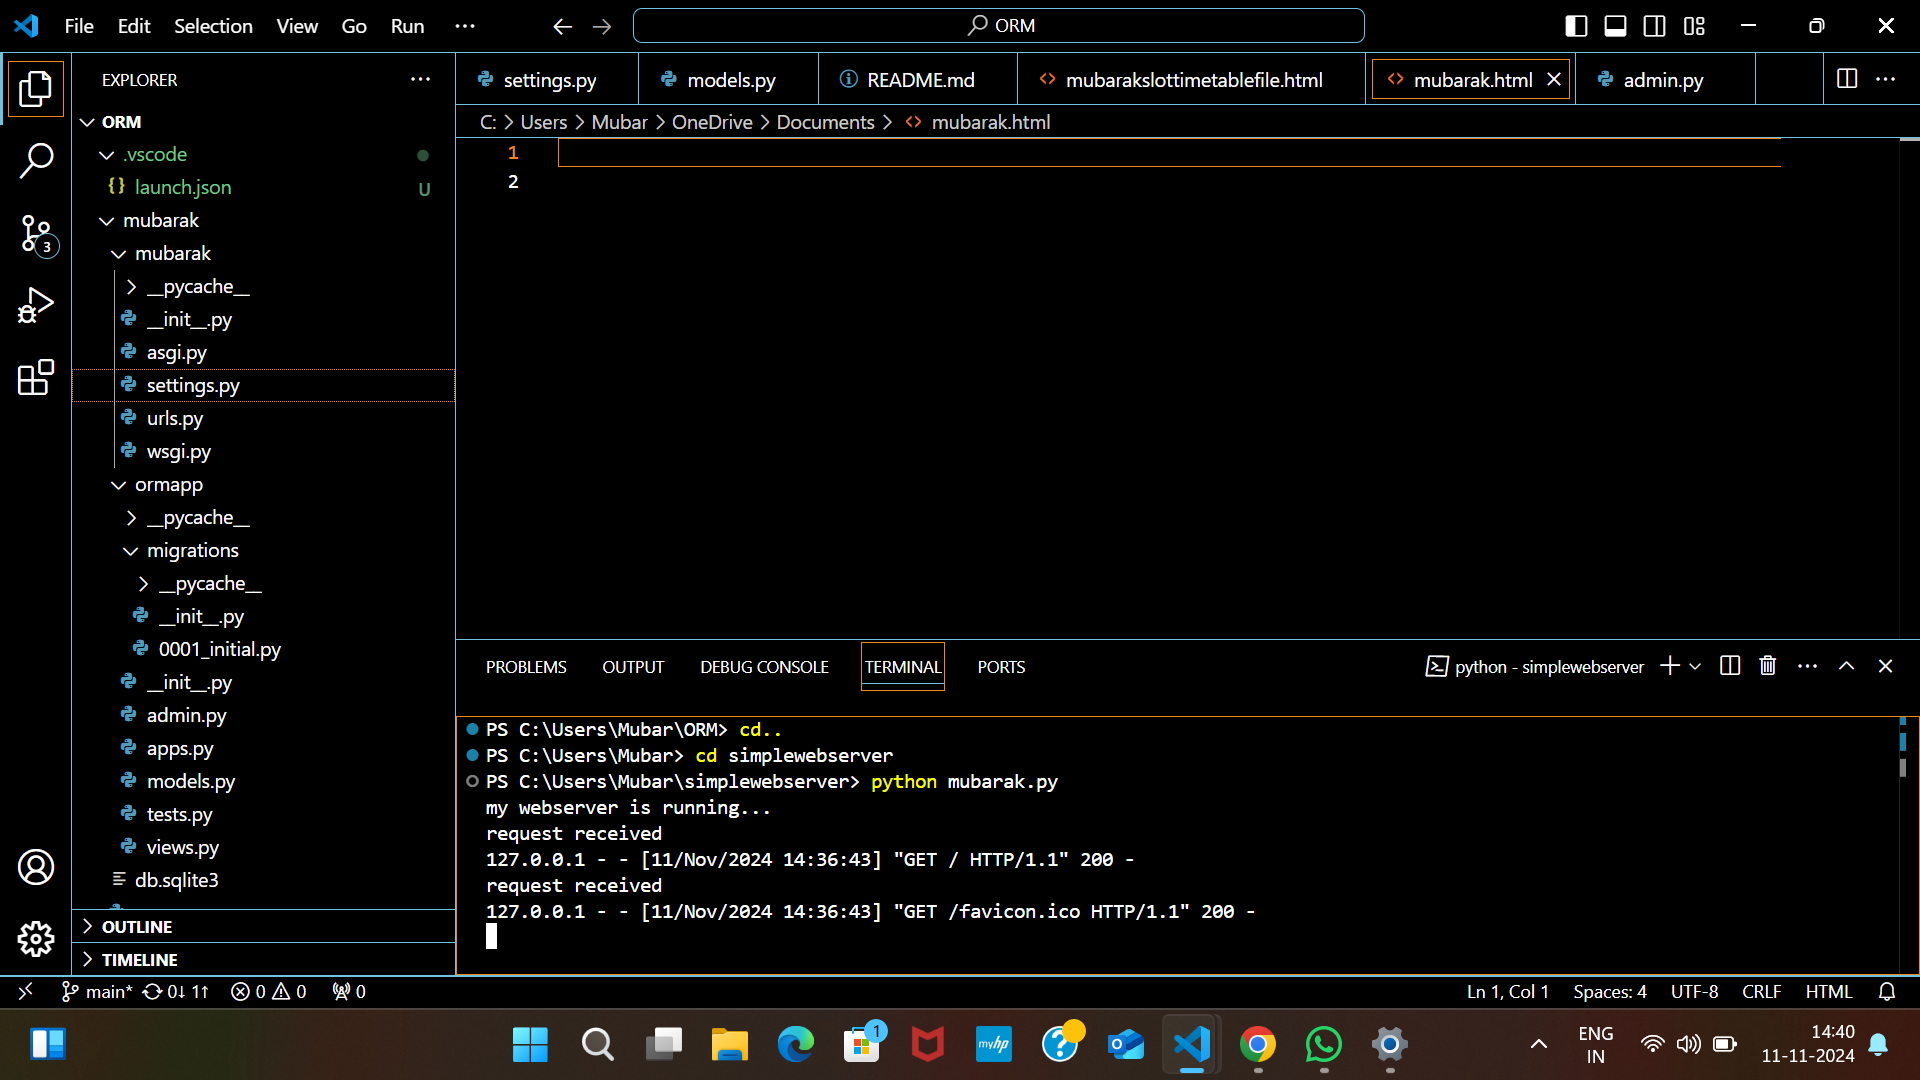 File Edit Selection View Go Run ORM
EXPLORER
settings.py models.py README.md mubarakslottimetablefile.html mubarak.html admin.py
C: > Users > Mubar > OneDrive > Documents > mubarak.html
ORM
.vscode
launch.json U
mubarak
mubarak
__pycache__
__init__.py
asgi.py
settings.py
urls.py
wsgi.py
ormapp
__pycache__
migrations
__pycache__
__init__.py
0001_initial.py
__init__.py
admin.py
apps.py
models.py
tests.py
views.py
db.sqlite3
OUTLINE
TIMELINE
3
1
2
PROBLEMS OUTPUT DEBUG CONSOLE TERMINAL PORTS python - simplewebserver
PS C:\Users\Mubar\ORM> cd..
PS C:\Users\Mubar> cd simplewebserver
PS C:\Users\Mubar\simplewebserver> python mubarak.py
my webserver is running...
request received
127.0.0.1 - - [11/Nov/2024 14:36:43] "GET / HTTP/1.1" 200 -
request received
127.0.0.1 - - [11/Nov/2024 14:36:43] "GET /favicon.ico HTTP/1.1" 200 -
main* 0↓ 1↑ 0 0 0 Ln 1, Col 1 Spaces: 4 UTF-8 CRLF HTML
1 myhp ENG
IN
14:40
11-11-2024